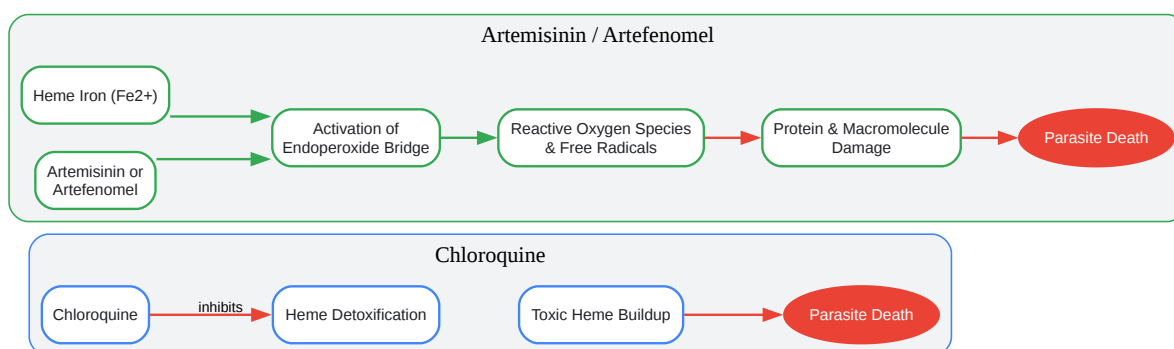 Artemisinin / Artefenomel
Heme Iron (Fe2+)
Artemisinin or
Artefenomel
Activation of
Endoperoxide Bridge
Reactive Oxygen Species
& Free Radicals
Protein & Macromolecule
Damage
Parasite Death
Chloroquine
Chloroquine
inhibits
Heme Detoxification
Toxic Heme Buildup
Parasite Death